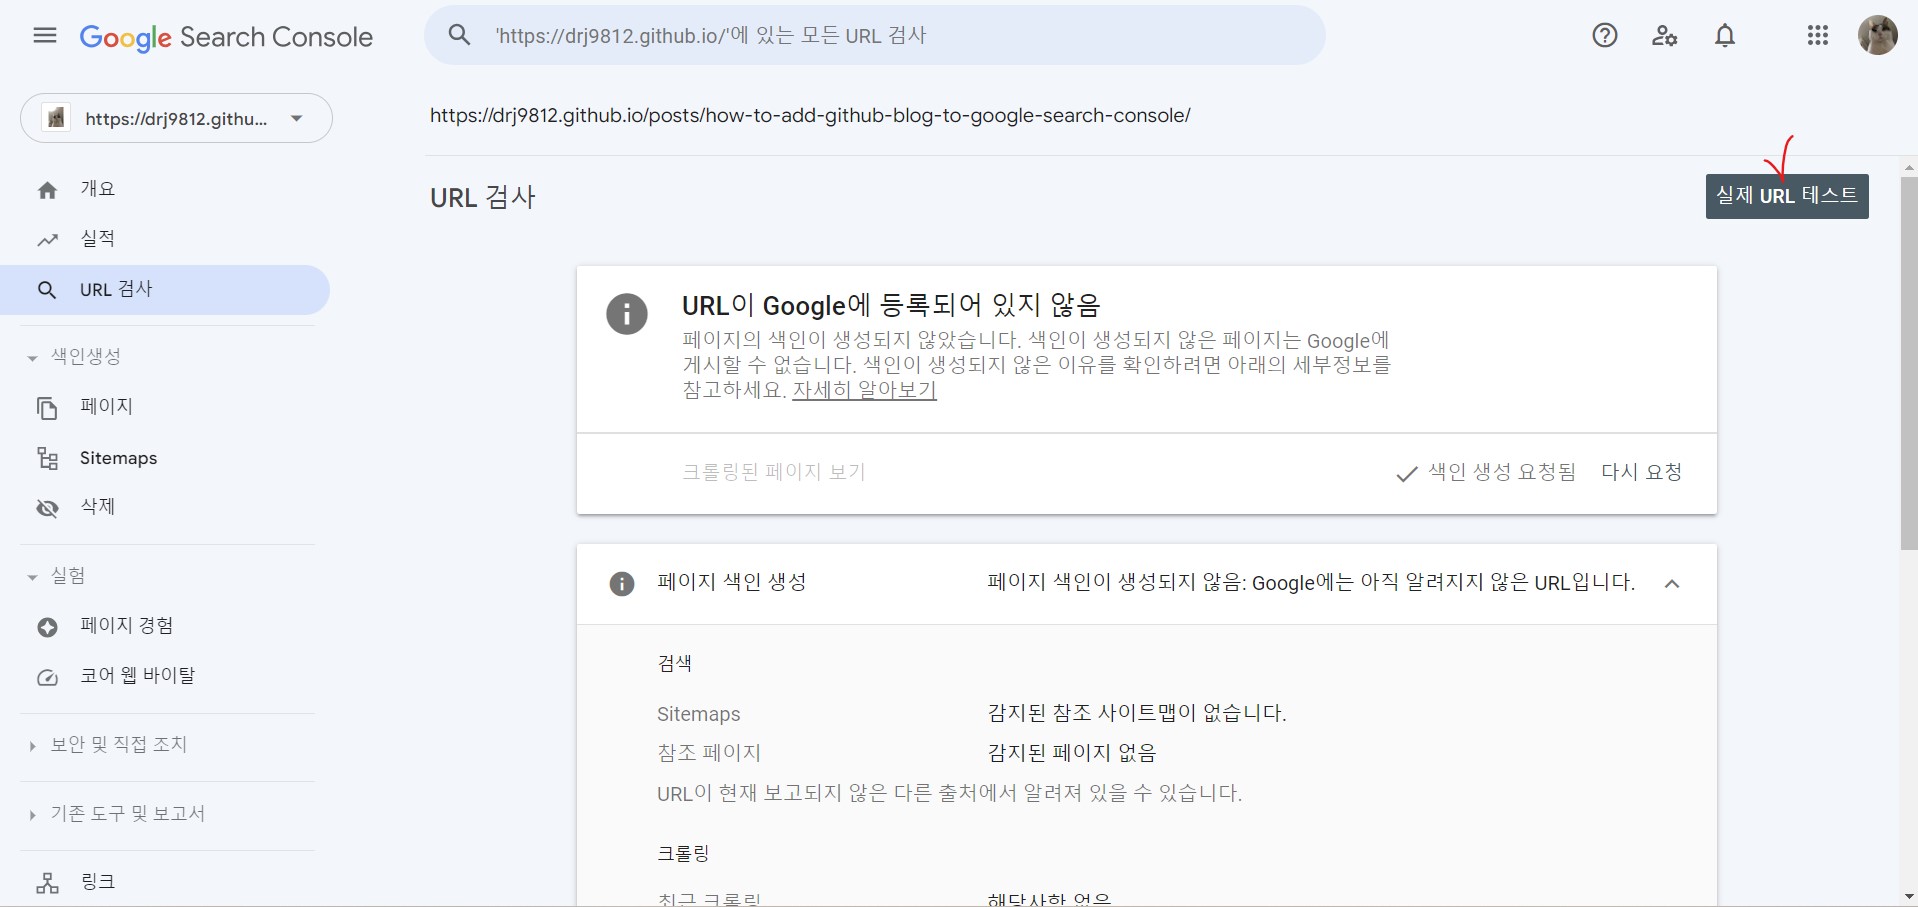 Google Search Console
'https://drj9812.github.io/'에 있는 모든 URL 검사
https://drj9812.githu...
https://drj9812.github.io/posts/how-to-add-github-blog-to-google-search-console/
개요
실적
URL 검사
색인생성
페이지
Sitemaps
삭제
실험
페이지 경험
코어 웹 바이탈
보안 및 직접 조치
기존 도구 및 보고서
링크
URL 검사
실제 URL 테스트
URL이 Google에 등록되어 있지 않음
페이지의 색인이 생성되지 않았습니다. 색인이 생성되지 않은 페이지는 Google에
게시할 수 없습니다. 색인이 생성되지 않은 이유를 확인하려면 아래의 세부정보를
참고하세요. 자세히 알아보기
크롤링된 페이지 보기
색인 생성 요청됨
다시 요청
페이지 색인 생성
페이지 색인이 생성되지 않음: Google에는 아직 알려지지 않은 URL입니다.
검색
Sitemaps
감지된 참조 사이트맵이 없습니다.
참조 페이지
감지된 페이지 없음
URL이 현재 보고되지 않은 다른 출처에서 알려져 있을 수 있습니다.
크롤링
최근 크롤링
해당사항 없음